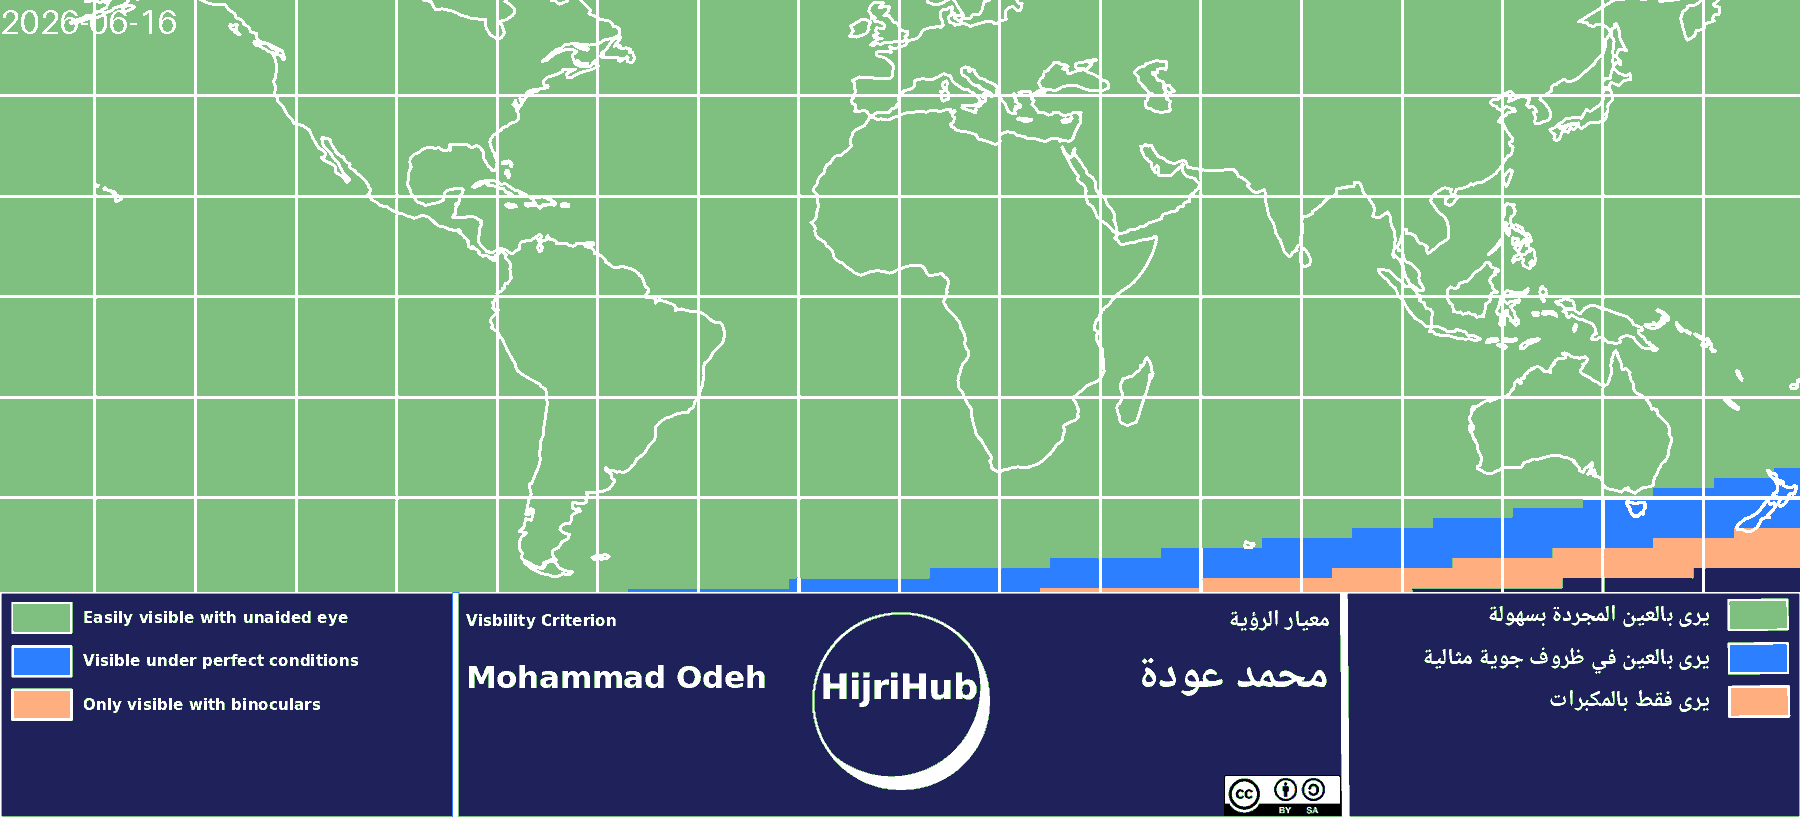 2026-06-16
Easily visible with unaided eye
Visible under perfect conditions
Only visible with binoculars
Visbility Criterion
معيار الرؤية
Mohammad Odeh
HijriHub
محمد عودة
cc
BY SA
يرى بالعين المجردة بسهولة
يرى بالعين في ظروف جوية مثالية
يرى فقط بالمكبرات